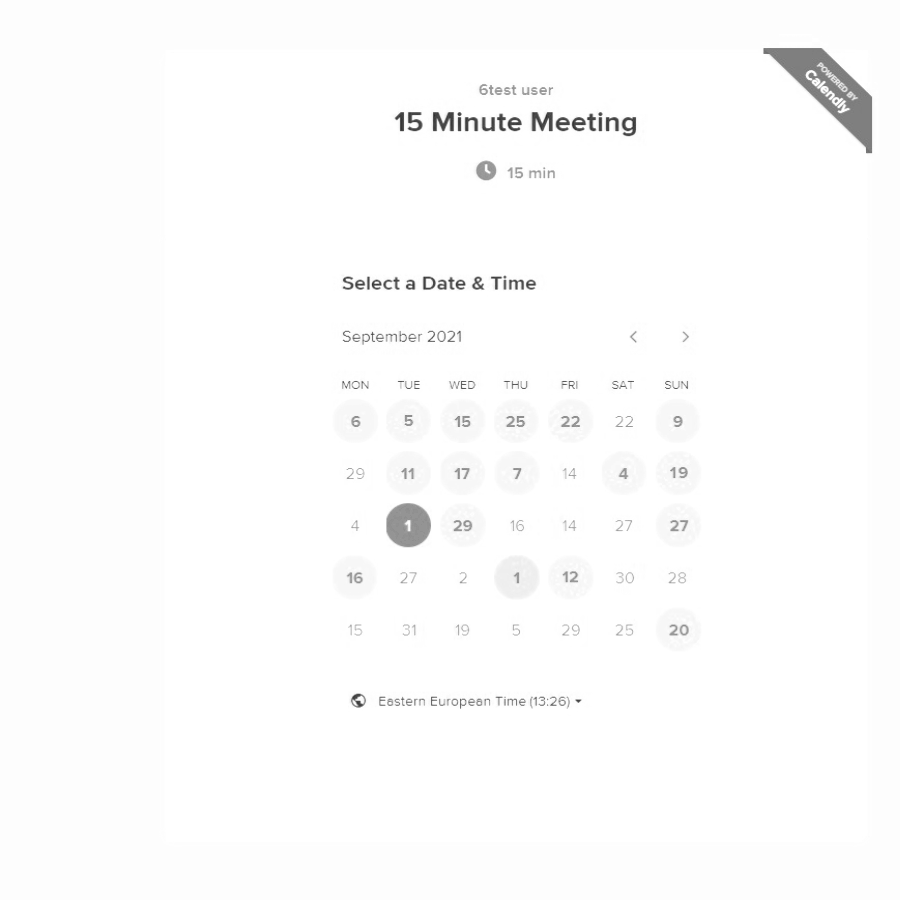 POWERED BY
Calendly
6test user
15 Minute Meeting
15 min
Select a Date & Time
September 2021
MON TUE WED THU FRI SAT SUN
6 5 15 25 22 22 9
29 11 17 7 14 4 19
4 1 29 16 14 27 27
16 27 2 1 12 30 28
15 31 19 5 29 25 20
Eastern European Time (13:26)